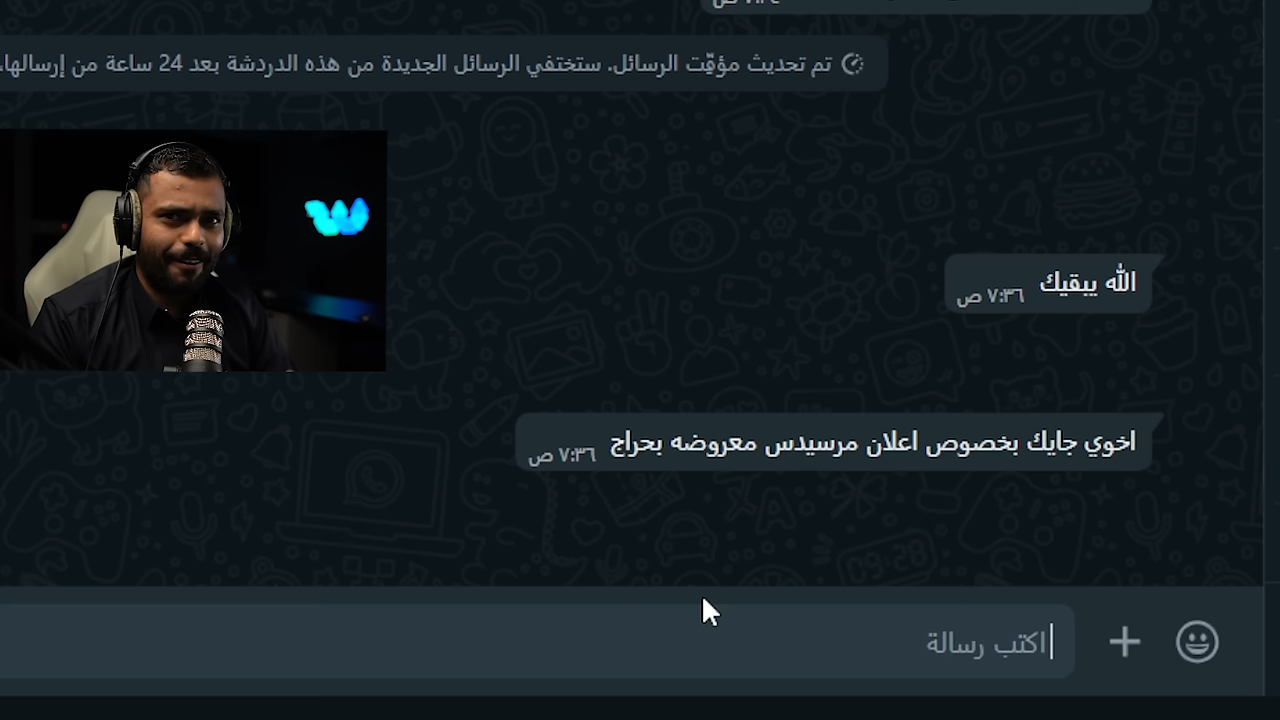 تم تحديث مؤقّت الرسائل. ستختفي الرسائل الجديدة من هذه الدردشة بعد 24 ساعة من إرسالها.
الله يبقيك
٧:٣٦ ص
اخوي جايك بخصوص اعلان مرسيدس معروضه بحراج
٧:٣٦ ص
اكتب رسالة